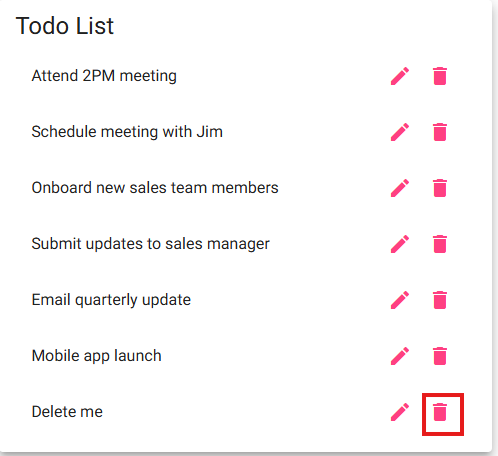 Todo List
Attend 2PM meeting
Schedule meeting with Jim
Onboard new sales team members
Submit updates to sales manager
Email quarterly update
Mobile app launch
Delete me